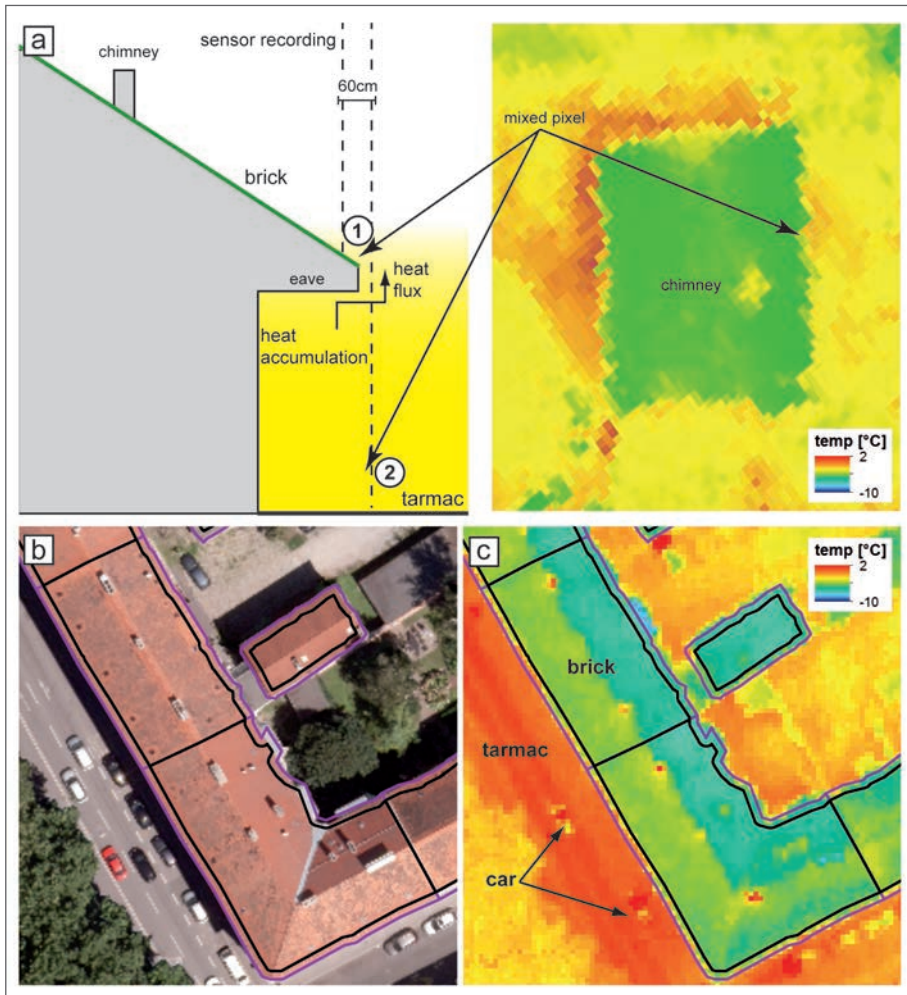 a
chimney
sensor recording
60cm
brick
1
eave
heat
flux
heat
accumulation
2
tarmac
mixed pixel
chimney
temp [°C]
2
-10
b
c
temp [°C]
2
-10
brick
tarmac
car